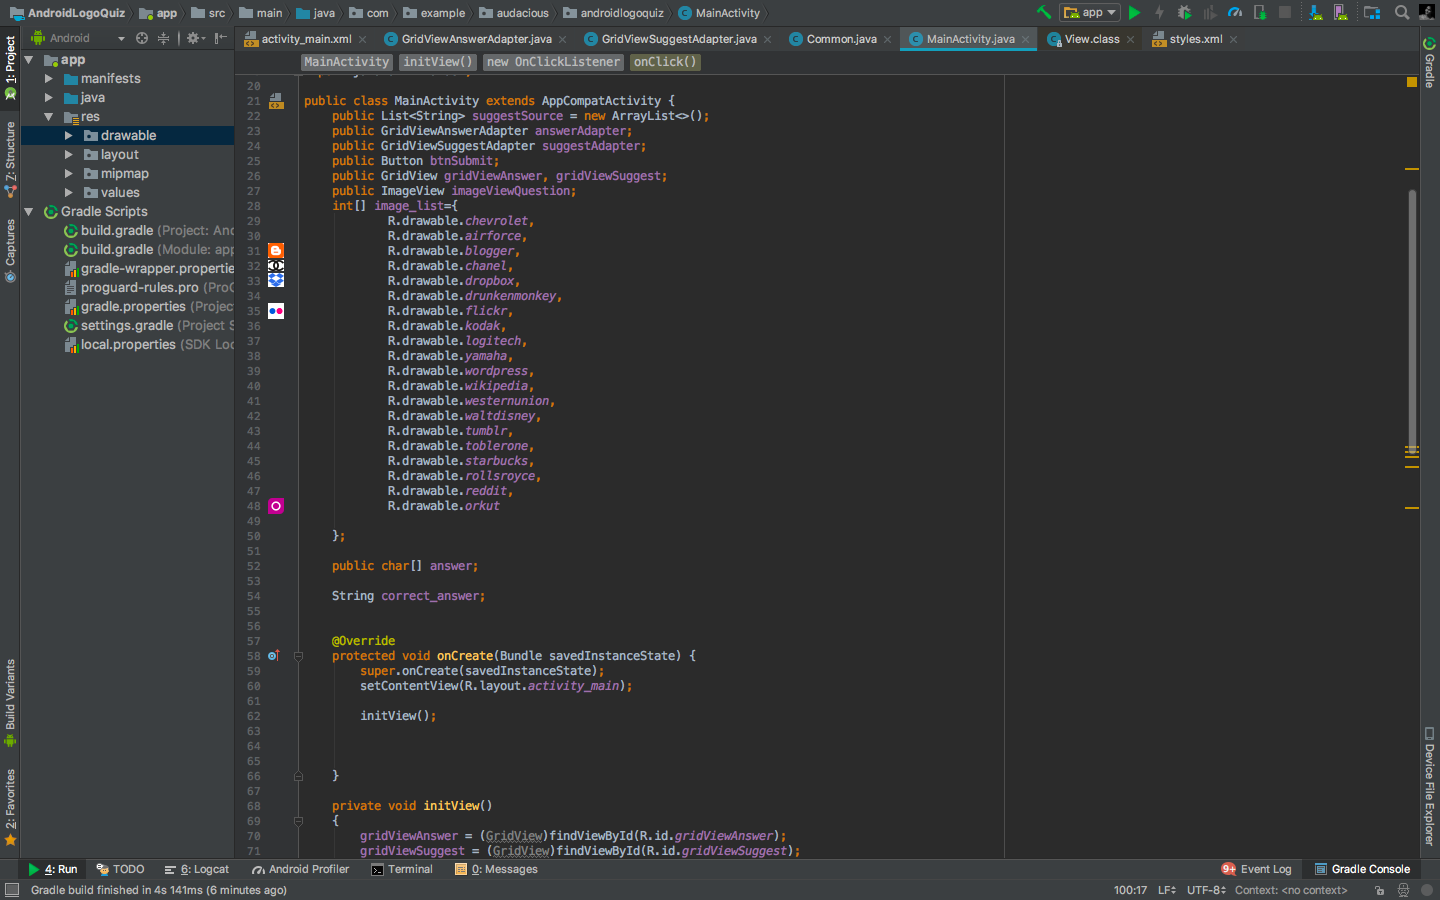 AndroidLogoQuiz app src main java com example audacious androidlogoquiz MainActivity app
Android activity_main.xml GridViewAnswerAdapter.java GridViewSuggestAdapter.java Common.java MainActivity.java View.class styles.xml
MainActivity initView() new OnClickListener onClick()
1: Project
7: Structure
Captures
Build Variants
2: Favorites
app
manifests
java
res
drawable
layout
mipmap
values
Gradle Scripts
build.gradle (Project: And
build.gradle (Module: app
gradle-wrapper.propertie
proguard-rules.pro (ProG
gradle.properties (Project
settings.gradle (Project S
local.properties (SDK Loc
20
21 public class MainActivity extends AppCompatActivity {
22 public List<String> suggestSource = new ArrayList<>();
23 public GridViewAnswerAdapter answerAdapter;
24 public GridViewSuggestAdapter suggestAdapter;
25 public Button btnSubmit;
26 public GridView gridViewAnswer, gridViewSuggest;
27 public ImageView imageViewQuestion;
28 int[] image_list={
29 R.drawable.chevrolet,
30 R.drawable.airforce,
31 R.drawable.blogger,
32 R.drawable.chanel,
33 R.drawable.dropbox,
34 R.drawable.drunkenmonkey,
35 R.drawable.flickr,
36 R.drawable.kodak,
37 R.drawable.logitech,
38 R.drawable.yamaha,
39 R.drawable.wordpress,
40 R.drawable.wikipedia,
41 R.drawable.westernunion,
42 R.drawable.waltdisney,
43 R.drawable.tumblr,
44 R.drawable.toblerone,
45 R.drawable.starbucks,
46 R.drawable.rollsroyce,
47 R.drawable.reddit,
48 R.drawable.orkut
49
50 };
51
52 public char[] answer;
53
54 String correct_answer;
55
56
57 @Override
58 protected void onCreate(Bundle savedInstanceState) {
59 super.onCreate(savedInstanceState);
60 setContentView(R.layout.activity_main);
61
62 initView();
63
64
65
66 }
67
68 private void initView()
69 {
70 gridViewAnswer = (GridView)findViewById(R.id.gridViewAnswer);
71 gridViewSuggest = (GridView)findViewById(R.id.gridViewSuggest);
Gradle
Device File Explorer
4: Run TODO 6: Logcat Android Profiler Terminal 0: Messages 9+ Event Log Gradle Console
Gradle build finished in 4s 141ms (6 minutes ago) 100:17 LF UTF-8 Context: <no context>